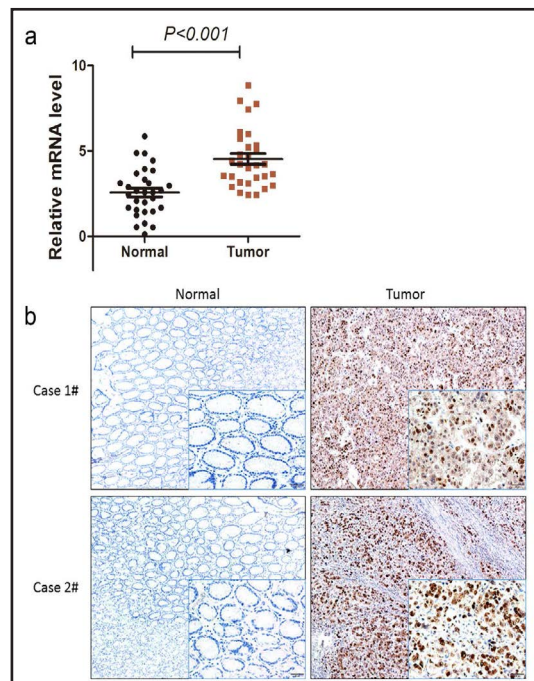 a
P<0.001
Relative mRNA level
10
5
0
Normal Tumor
Normal Tumor
b
Case 1#
Case 2#